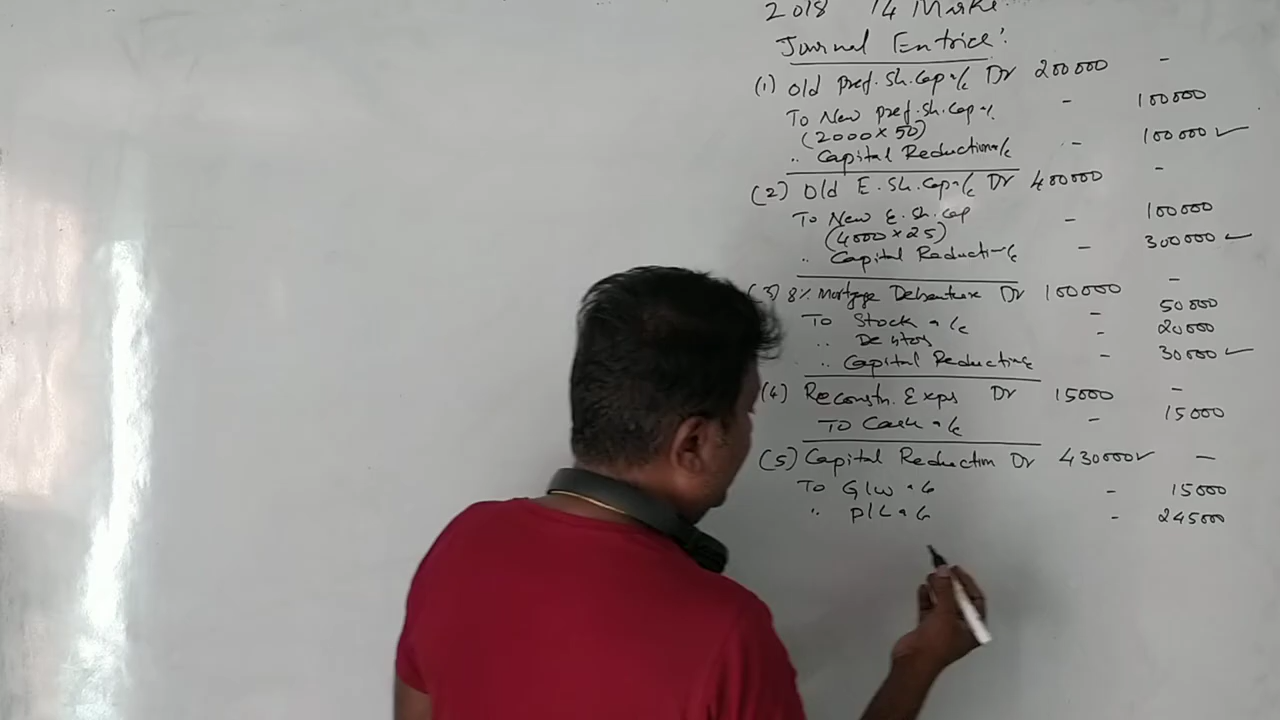 2018 14 Marks
Journal Entries:
(1) Old Pref.Sh.Cap a/c Dr 200000 -
To New Pref.Sh.Cap a/c - 100000
(2000 × 50)
" Capital Reduction a/c - 100000 ✓
(2) Old E.Sh.Cap a/c Dr 400000 -
To New E.Sh.Cap - 100000
(4000 × 25)
" Capital Reducti a/c - 300000 ✓
(3) 8% Mortgage Debenture Dr 100000 -
To Stock a/c - 50000
" Debtors - 20000
" Capital Reduction - 30000 ✓
(4) Reconstn. Exps Dr 15000 -
To Cash a/c - 15000
(5) Capital Reduction Dr 430000 ✓ -
To G/w a/c - 15000
" P/L a/c - 245000